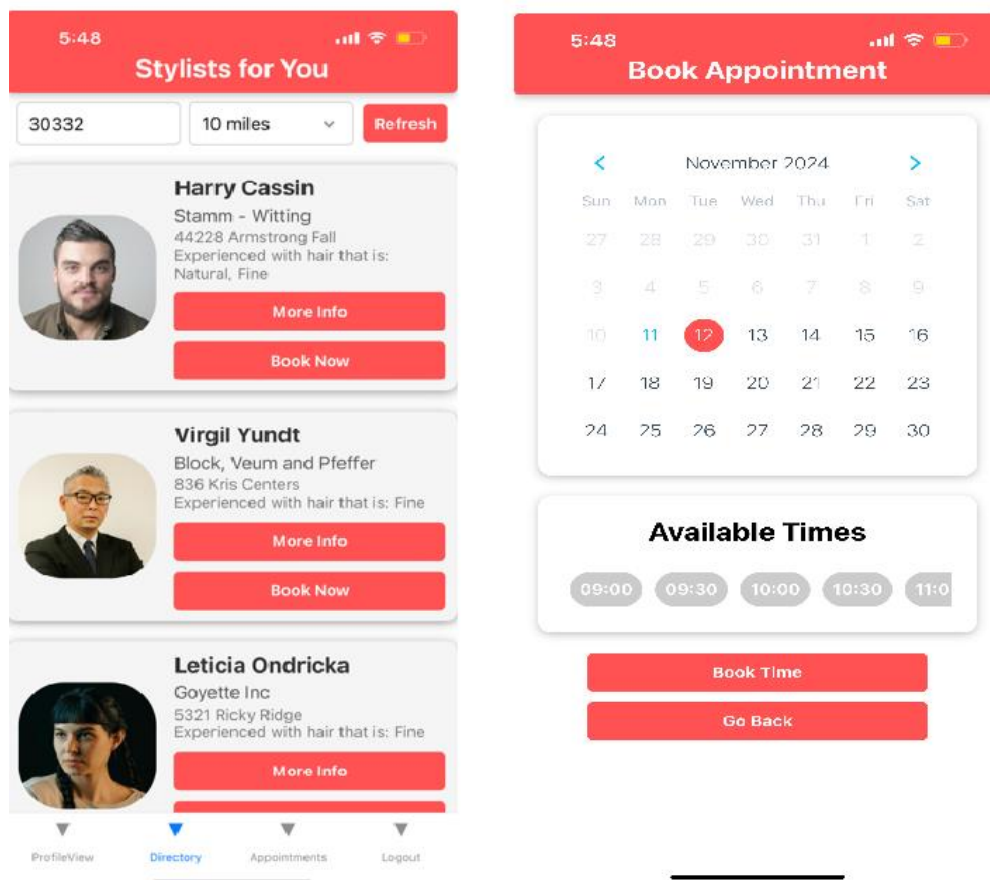 5:48
Stylists for You
30332
10 miles
Refresh
Harry Cassin
Stamm - Witting
44228 Armstrong Fall
Experienced with hair that is:
Natural, Fine
More Info
Book Now
Virgil Yundt
Block, Veum and Pfeffer
836 Kris Centers
Experienced with hair that is: Fine
More Info
Book Now
Leticia Ondricka
Goyette Inc
5321 Ricky Ridge
Experienced with hair that is: Fine
More Info
ProfileView Directory Appointments Logout
5:48
Book Appointment
November 2024
Sun Mon Tue Wed Thu Fri Sat
27 28 29 30 31 1 2
3 4 5 6 7 8 9
10 11 12 13 14 15 16
17 18 19 20 21 22 23
24 25 26 27 28 29 30
Available Times
09:00 09:30 10:00 10:30 11:0
Book Time
Go Back